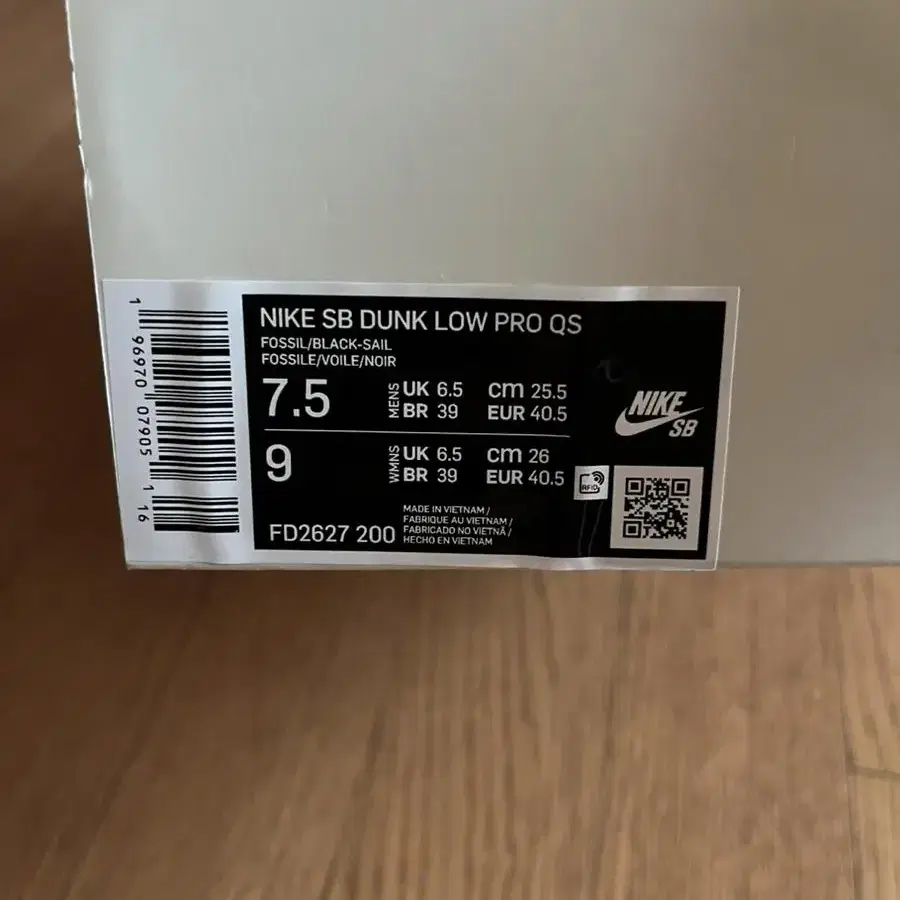 NIKE SB DUNK LOW PRO QS
FOSSIL/BLACK-SAIL
FOSSILE/VOILE/NOIR
7.5 MENS UK 6.5 cm 25.5
BR 39 EUR 40.5
9 WMNS UK 6.5 cm 26
BR 39 EUR 40.5
FD2627 200
MADE IN VIETNAM /
FABRIQUE AU VIETNAM /
FABRICADO NO VIETNÃ /
HECHO EN VIETNAM
1 96970 07905 1 16
NIKE
SB
RFID